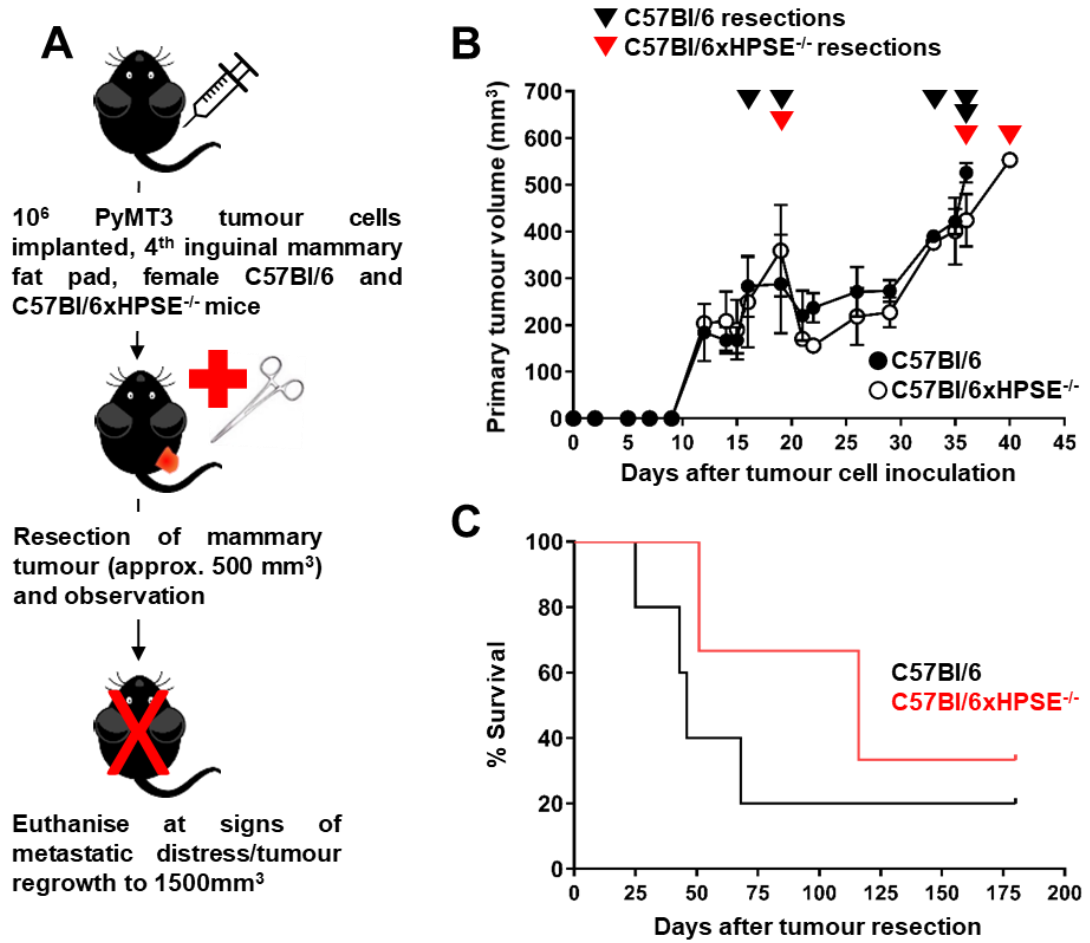 A
10⁶ PyMT3 tumour cells
implanted, 4ᵗʰ inguinal mammary
fat pad, female C57Bl/6 and
C57Bl/6xHPSE⁻/⁻ mice
Resection of mammary
tumour (approx. 500 mm³)
and observation
Euthanise at signs of
metastatic distress/tumour
regrowth to 1500mm³
B
C57Bl/6 resections
C57Bl/6xHPSE⁻/⁻ resections
Primary tumour volume (mm³)
700
600
500
400
300
200
100
0
C57Bl/6
C57Bl/6xHPSE⁻/⁻
0 5 10 15 20 25 30 35 40 45
Days after tumour cell inoculation
C
% Survival
100
80
60
40
20
0
C57Bl/6
C57Bl/6xHPSE⁻/⁻
0 25 50 75 100 125 150 175 200
Days after tumour resection